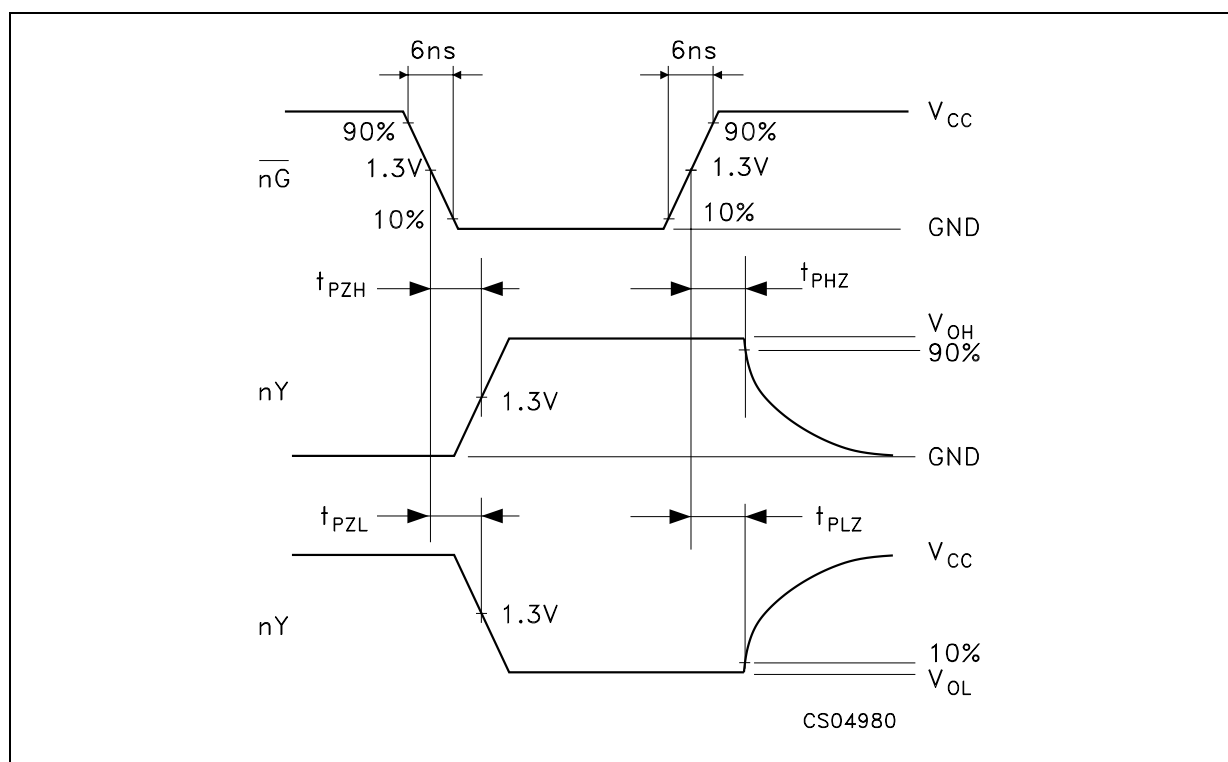 6ns 6ns
90% 90% V_CC
n̅G̅ 1.3V 1.3V
10% 10% GND
t_PZH t_PHZ
V_OH
90%
nY 1.3V
GND
t_PZL t_PLZ
V_CC
nY 1.3V
10%
V_OL
CS04980